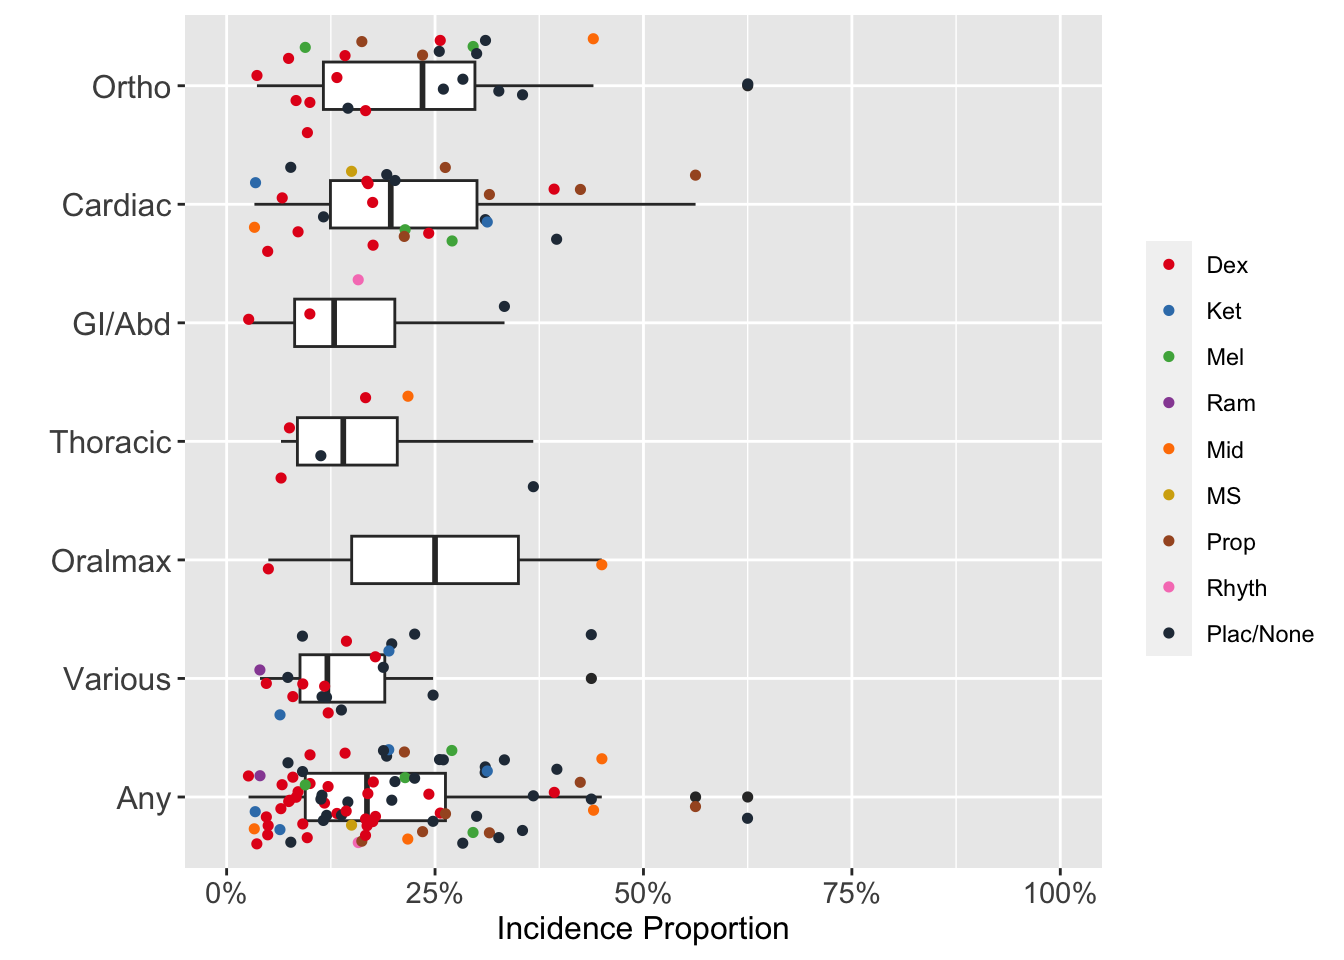 Ortho
Cardiac
GI/Abd
Thoracic
Oralmax
Various
Any
0% 25% 50% 75% 100%
Incidence Proportion
Dex
Ket
Mel
Ram
Mid
MS
Prop
Rhyth
Plac/None